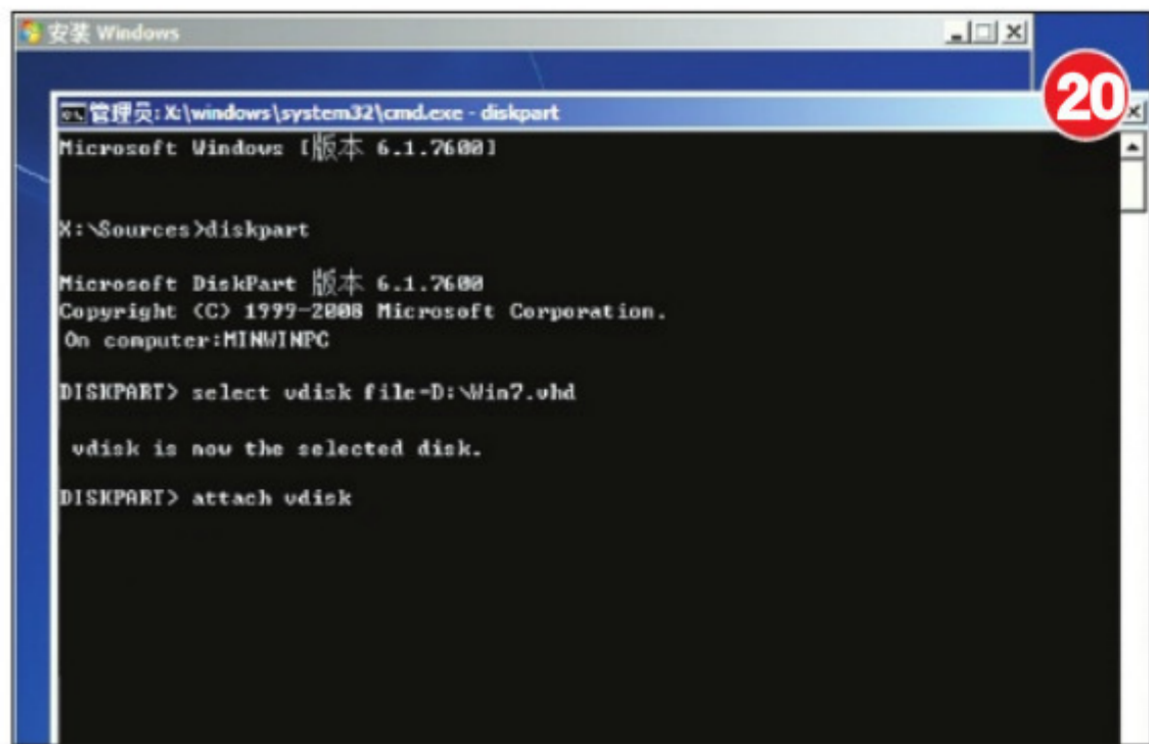 安装 Windows
20
管理员: X:\windows\system32\cmd.exe - diskpart
Microsoft Windows [版本 6.1.7600]
X:\Sources>diskpart
Microsoft DiskPart 版本 6.1.7600
Copyright (C) 1999-2008 Microsoft Corporation.
On computer:MINWINPC
DISKPART> select vdisk file=D:\Win7.vhd
vdisk is now the selected disk.
DISKPART> attach vdisk